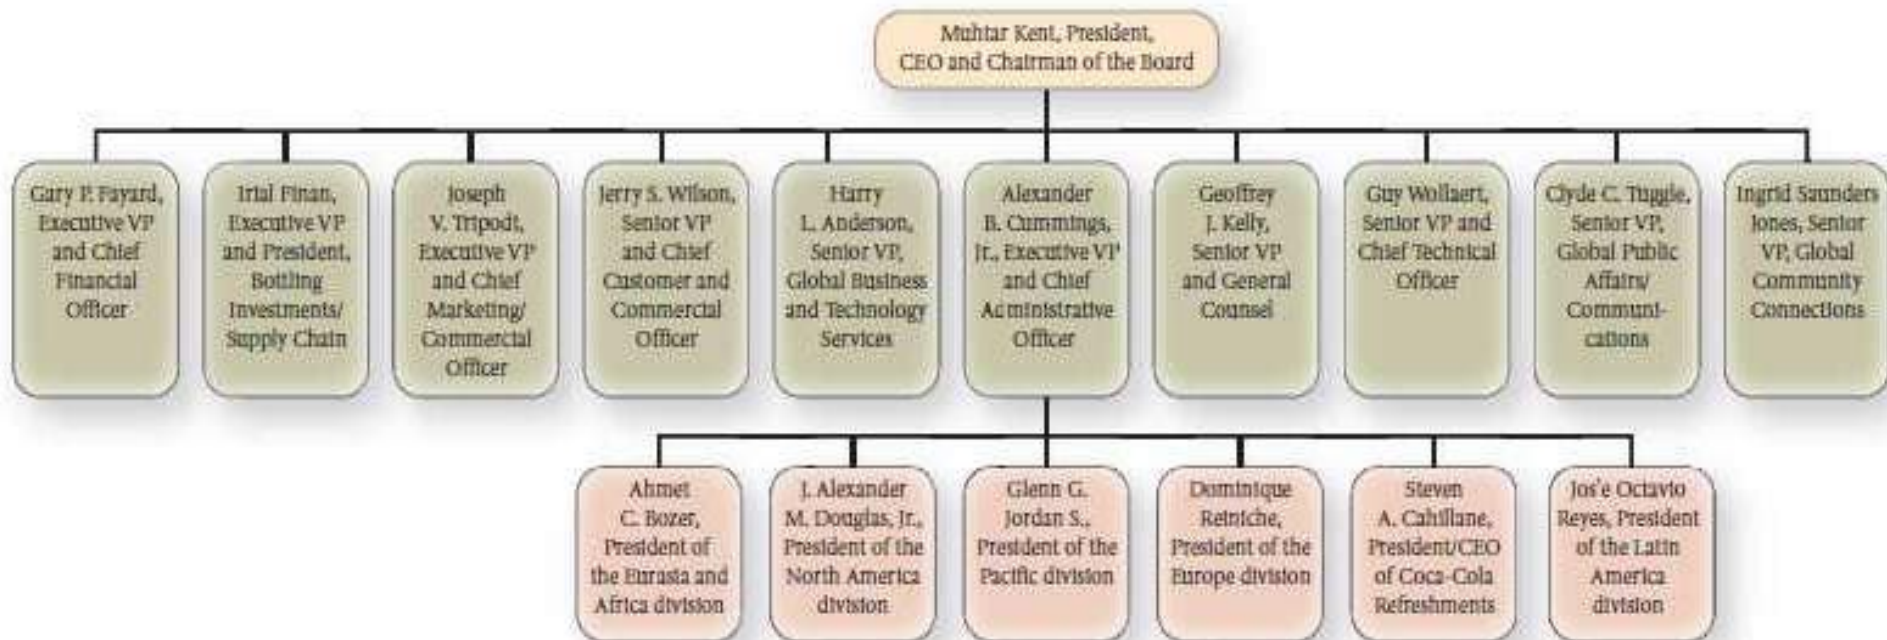 Muhtar Kent, President,
CEO and Chairman of the Board
Gary P. Fayard,
Executive VP
and Chief
Financial
Officer
Irial Finan,
Executive VP
and President,
Bottling
Investments/
Supply Chain
Joseph
V. Tripodi,
Executive VP
and Chief
Marketing/
Commercial
Officer
Jerry S. Wilson,
Senior VP
and Chief
Customer and
Commercial
Officer
Harry
L. Anderson,
Senior VP,
Global Business
and Technology
Services
Alexander
B. Cummings,
Jr., Executive VP
and Chief
Administrative
Officer
Geoffrey
J. Kelly,
Senior VP
and General
Counsel
Guy Wollaert,
Senior VP and
Chief Technical
Officer
Clyde C. Tuggle,
Senior VP,
Global Public
Affairs/
Communi-
cations
Ingrid Saunders
Jones, Senior
VP, Global
Community
Connections
Ahmet
C. Bozer,
President of
the Eurasia and
Africa division
J. Alexander
M. Douglas, Jr.,
President of the
North America
division
Glenn G.
Jordan S.,
President of the
Pacific division
Dominique
Reiniche,
President of the
Europe division
Steven
A. Cahillane,
President/CEO
of Coca-Cola
Refreshments
Jos'e Octavio
Reyes, President
of the Latin
America
division